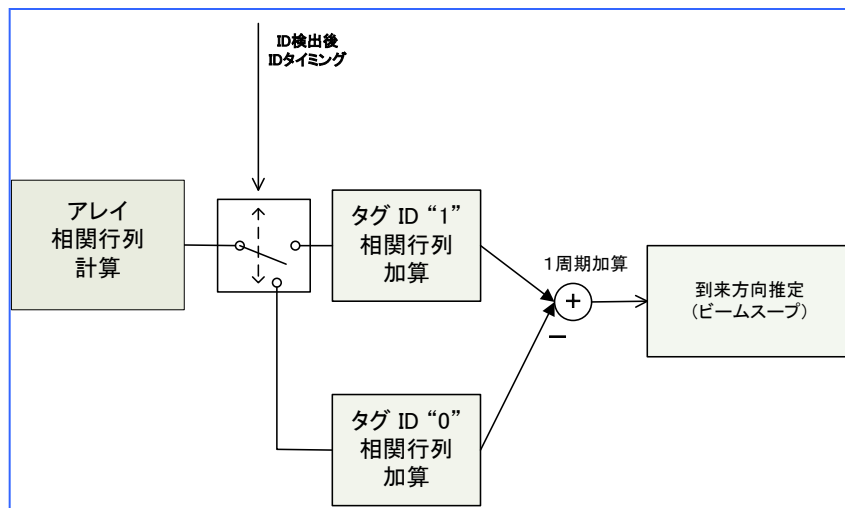 ID検出後
IDタイミング
アレイ
相関行列
計算
タグ ID “1”
相関行列
加算
1周期加算
+
−
到来方向推定
(ビームスープ)
タグ ID “0”
相関行列
加算